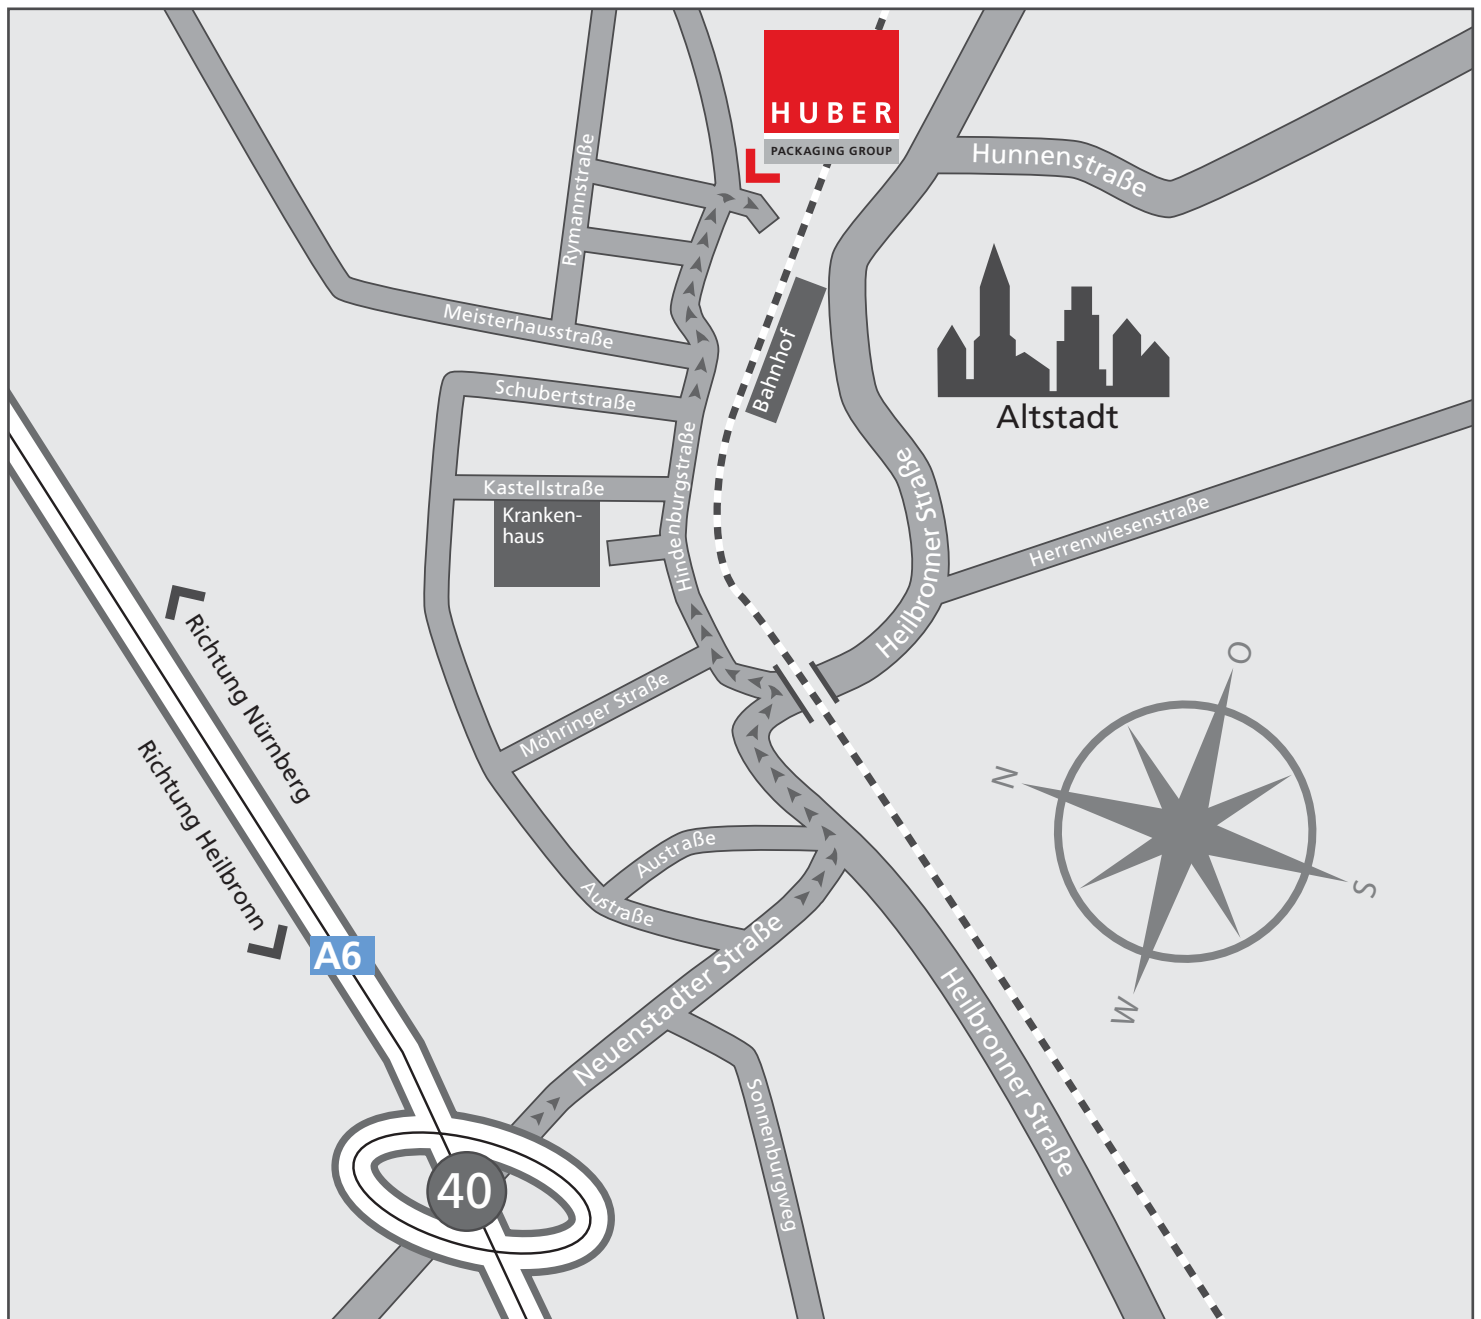 HUBER
PACKAGING GROUP
Hunnenstraße
Rymannstraße
Meisterhausstraße
Schubertstraße
Bahnhof
Altstadt
Hindenburgstraße
Heilbronner Straße
Kastellstraße
Kranken-
haus
Herrenwiesenstraße
Richtung Nürnberg
Richtung Heilbronn
Möhringer Straße
O
N
S
W
Austraße
Austraße
A6
Neuenstadter Straße
Heilbronner Straße
Sonnenburgweg
40